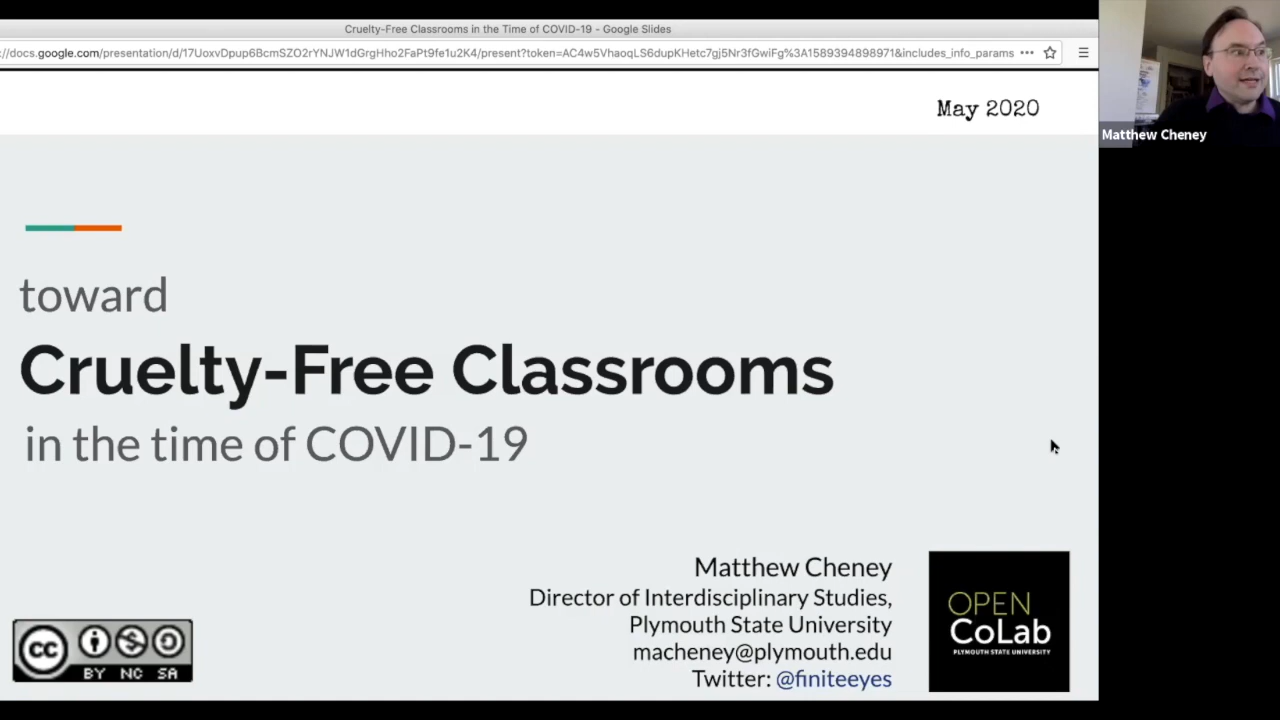 Cruelty-Free Classrooms in the Time of COVID-19 - Google Slides
://docs.google.com/presentation/d/17UoxvDpup6BcmSZO2rYNJW1dGrgHho2FaPt9fe1u2K4/present?token=AC4w5VhaoqLS6dupKHetc7gj5Nr3fGwiFg%3A1589394898971&includes_info_params
May 2020
Matthew Cheney
toward
Cruelty-Free Classrooms
in the time of COVID-19
Matthew Cheney
Director of Interdisciplinary Studies,
Plymouth State University
macheney@plymouth.edu
Twitter: @finiteeyes
OPEN
CoLab
PLYMOUTH STATE UNIVERSITY
cc
BY NC SA